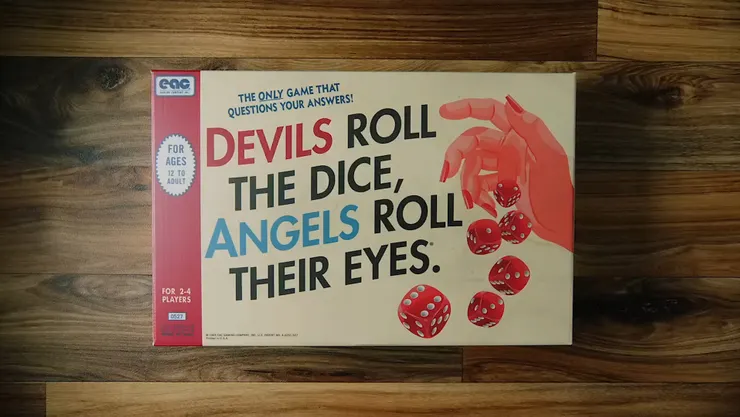 eac
THE ONLY GAME THAT
QUESTIONS YOUR ANSWERS!
DEVILS ROLL
THE DICE,
ANGELS ROLL
THEIR EYES.
FOR
AGES
12 TO
ADULT
FOR 2-4
PLAYERS
0527